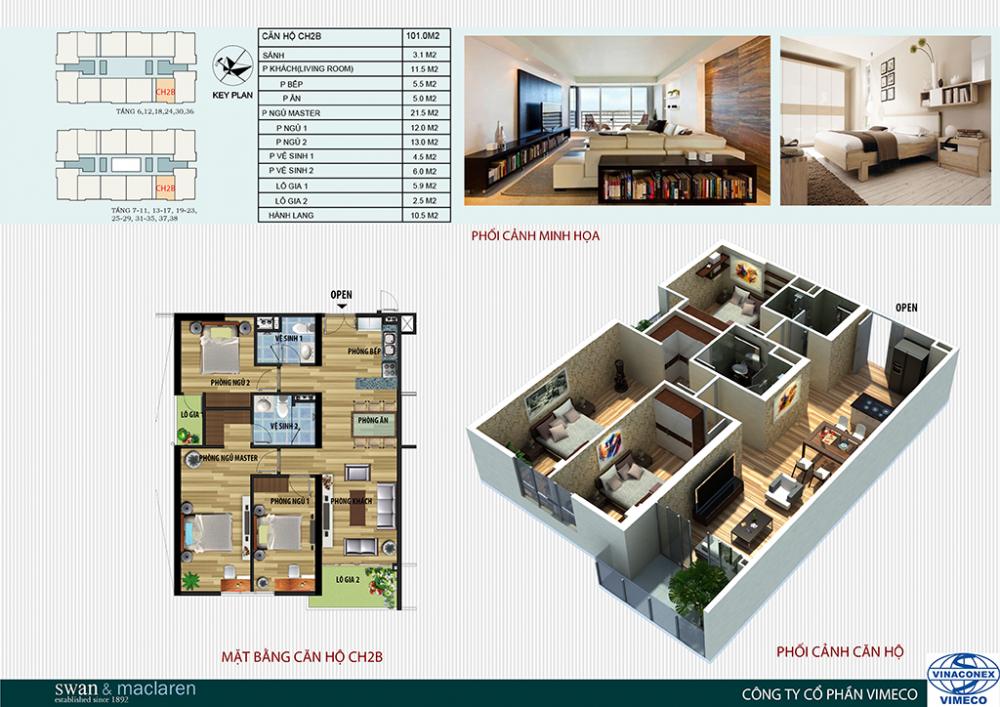 CH2B
TẦNG 6,12,18,24,30,36
CH2B
TẦNG 7-11, 13-17, 19-23,
25-29, 31-35, 37,38
KEY PLAN
CĂN HỘ CH2B 101.0M2
SẢNH 3.1 M2
P KHÁCH(LIVING ROOM) 11.5 M2
P BẾP 5.5 M2
P ĂN 5.0 M2
P NGỦ MASTER 21.5 M2
P NGỦ 1 12.0 M2
P NGỦ 2 13.0 M2
P VỆ SINH 1 4.5 M2
P VỆ SINH 2 6.0 M2
LÔ GIA 1 5.9 M2
LÔ GIA 2 2.5 M2
HÀNH LANG 10.5 M2
PHỐI CẢNH MINH HỌA
OPEN
VỆ SINH 1
PHÒNG BẾP
PHÒNG NGỦ 2
LÔ GIA
VỆ SINH 2
PHÒNG ĂN
PHÒNG NGỦ MASTER
PHÒNG NGỦ 1
PHÒNG KHÁCH
LÔ GIA 2
MẶT BẰNG CĂN HỘ CH2B
OPEN
PHỐI CẢNH CĂN HỘ
swan & maclaren
established since 1892
CÔNG TY CỔ PHẦN VIMECO
VINACONEX
VIMECO